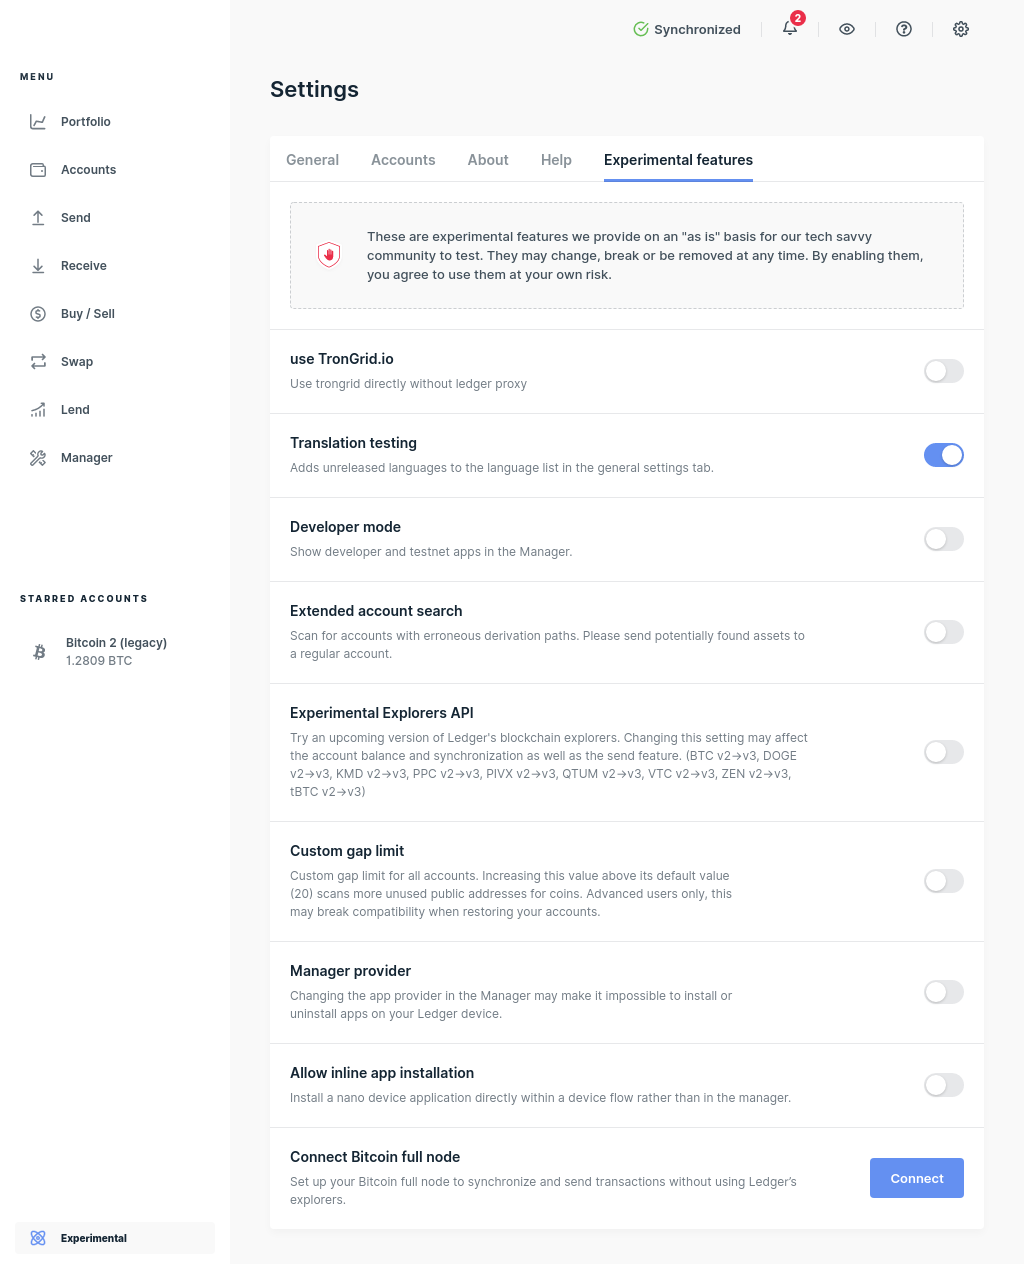 Synchronized
2
MENU
Portfolio
Accounts
Send
Receive
Buy / Sell
Swap
Lend
Manager
STARRED ACCOUNTS
Bitcoin 2 (legacy)
1.2809 BTC
Experimental
Settings
General
Accounts
About
Help
Experimental features
These are experimental features we provide on an "as is" basis for our tech savvy
community to test. They may change, break or be removed at any time. By enabling them,
you agree to use them at your own risk.
use TronGrid.io
Use trongrid directly without ledger proxy
Translation testing
Adds unreleased languages to the language list in the general settings tab.
Developer mode
Show developer and testnet apps in the Manager.
Extended account search
Scan for accounts with erroneous derivation paths. Please send potentially found assets to
a regular account.
Experimental Explorers API
Try an upcoming version of Ledger's blockchain explorers. Changing this setting may affect
the account balance and synchronization as well as the send feature. (BTC v2->v3, DOGE
v2->v3, KMD v2->v3, PPC v2->v3, PIVX v2->v3, QTUM v2->v3, VTC v2->v3, ZEN v2->v3,
tBTC v2->v3)
Custom gap limit
Custom gap limit for all accounts. Increasing this value above its default value
(20) scans more unused public addresses for coins. Advanced users only, this
may break compatibility when restoring your accounts.
Manager provider
Changing the app provider in the Manager may make it impossible to install or
uninstall apps on your Ledger device.
Allow inline app installation
Install a nano device application directly within a device flow rather than in the manager.
Connect Bitcoin full node
Set up your Bitcoin full node to synchronize and send transactions without using Ledger’s
explorers.
Connect